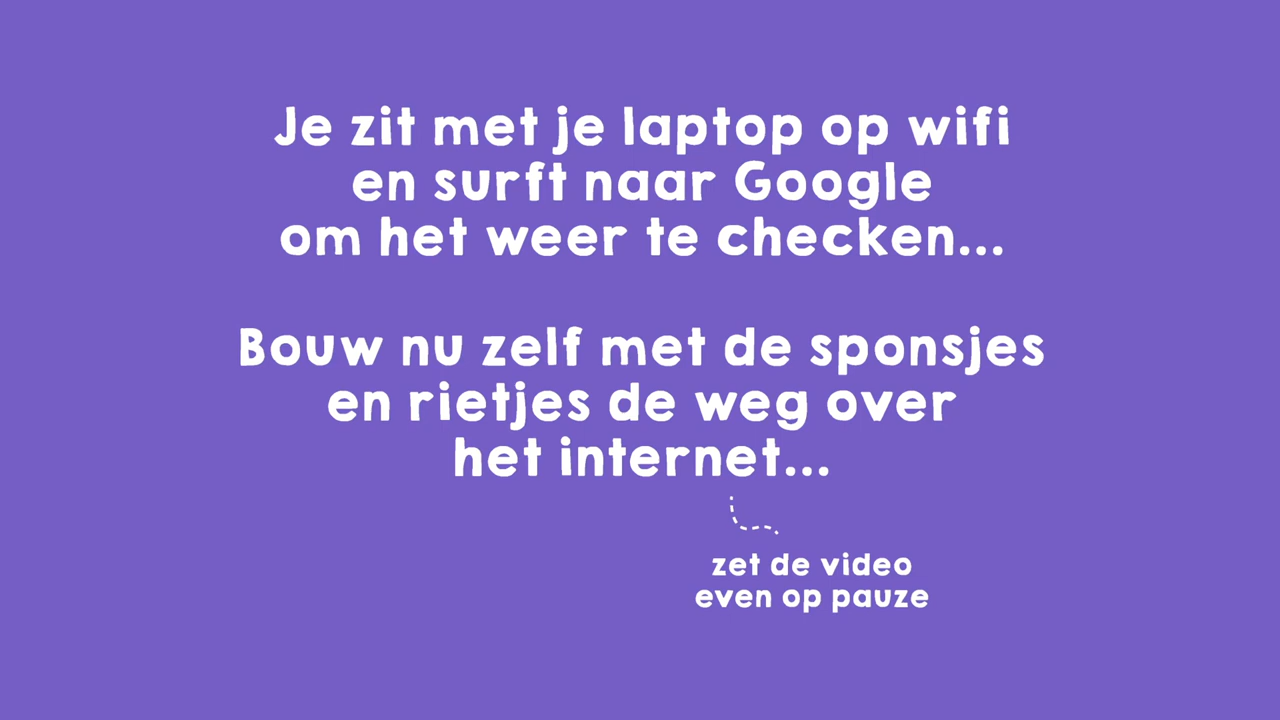 Je zit met je laptop op wifi
en surft naar Google
om het weer te checken...
Bouw nu zelf met de sponsjes
en rietjes de weg over
het internet...
zet de video
even op pauze